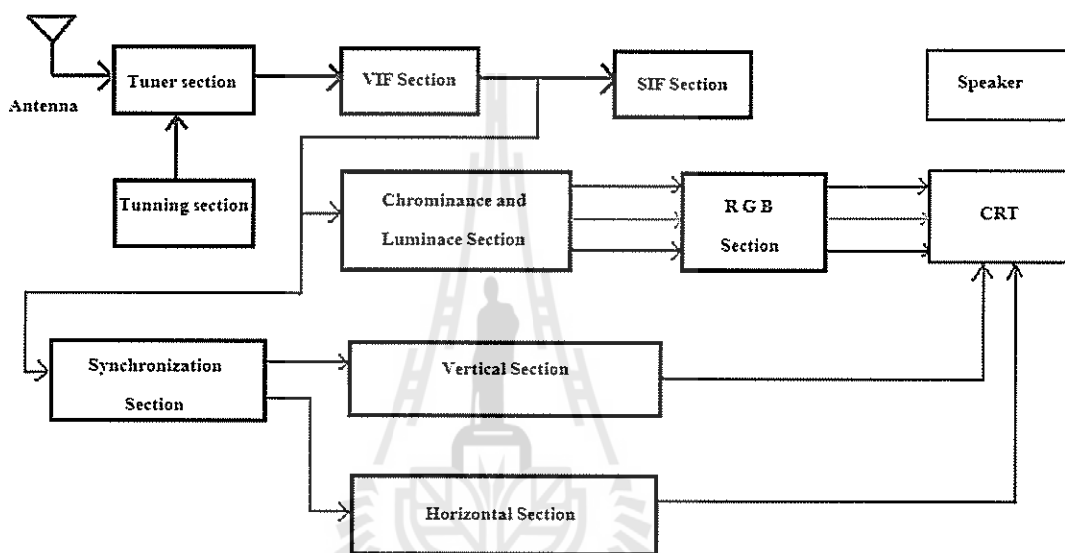 Antenna
Tuner section
VIF Section
SIF Section
Speaker
Tunning section
Chrominance and
Luminace Section
R G B
Section
CRT
Synchronization
Section
Vertical Section
Horizontal Section